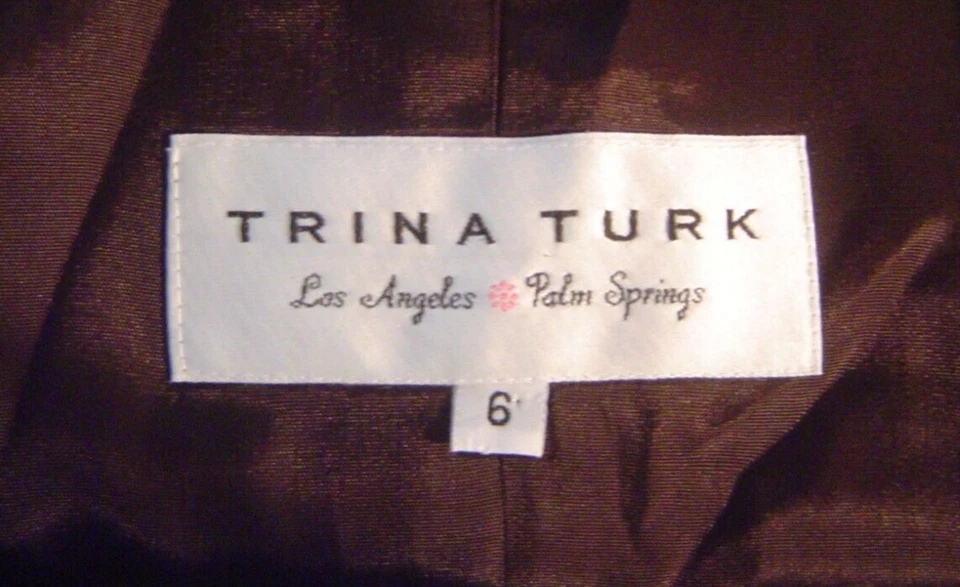 TRINA TURK
Los Angeles Palm Springs
6